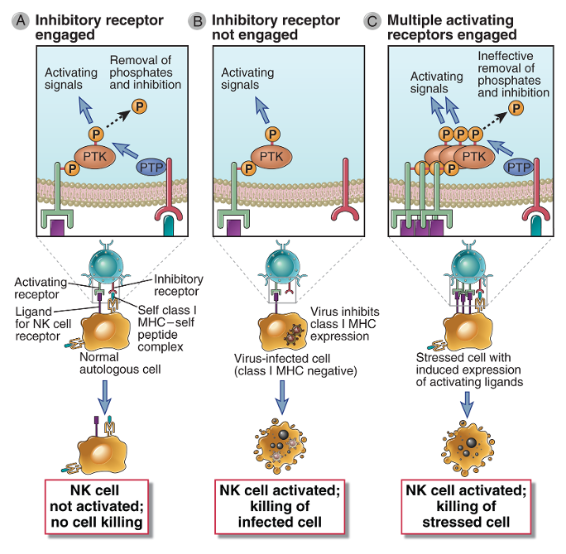 A Inhibitory receptor
engaged
Removal of
phosphates
and inhibition
Activating
signals
P
P
PTK
P
PTP
B Inhibitory receptor
not engaged
Activating
signals
P
PTK
P
C Multiple activating
receptors engaged
Ineffective
removal of
phosphates
and inhibition
Activating
signals
P
P P P
PTK
P P P
PTP
Activating
receptor
Inhibitory
receptor
Ligand
for NK cell
receptor
Self class I
MHC–self
peptide
complex
Normal
autologous cell
Virus inhibits
class I MHC
expression
Virus-infected cell
(class I MHC negative)
Stressed cell with
induced expression
of activating ligands
NK cell
not activated;
no cell killing
NK cell activated;
killing of
infected cell
NK cell activated;
killing of
stressed cell